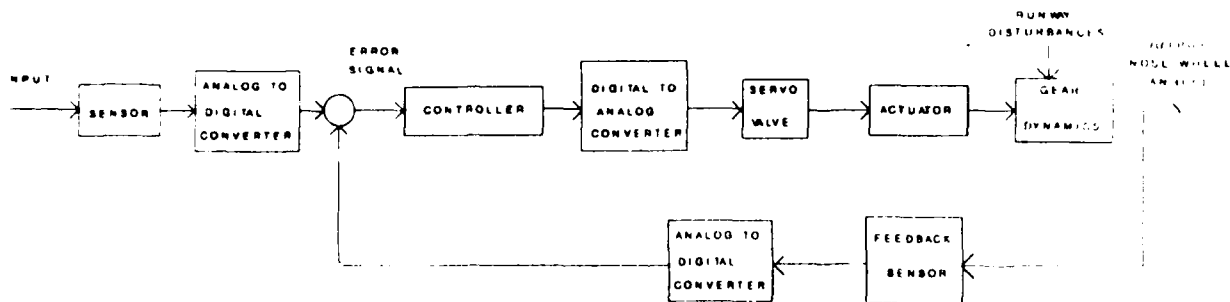 NPUT
SENSOR
ANALOG TO
DIGITAL
CONVERTER
ERROR
SIGNAL
CONTROLLER
DIGITAL TO
ANALOG
CONVERTER
SERVO
VALVE
ACTUATOR
RUNWAY
DISTURBANCES
GEAR
DYNAMICS
NOSE WHEEL
ANALOG TO
DIGITAL
CONVERTER
FEEDBACK
SENSOR